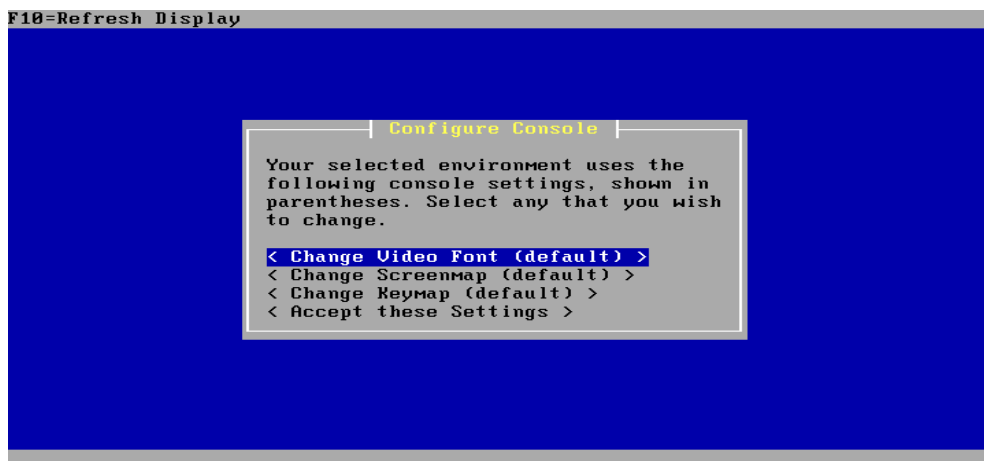 F10=Refresh Display
Configure Console
Your selected environment uses the
following console settings, shown in
parentheses. Select any that you wish
to change.
< Change Video Font (default) >
< Change Screenmap (default) >
< Change Keymap (default) >
< Accept these Settings >